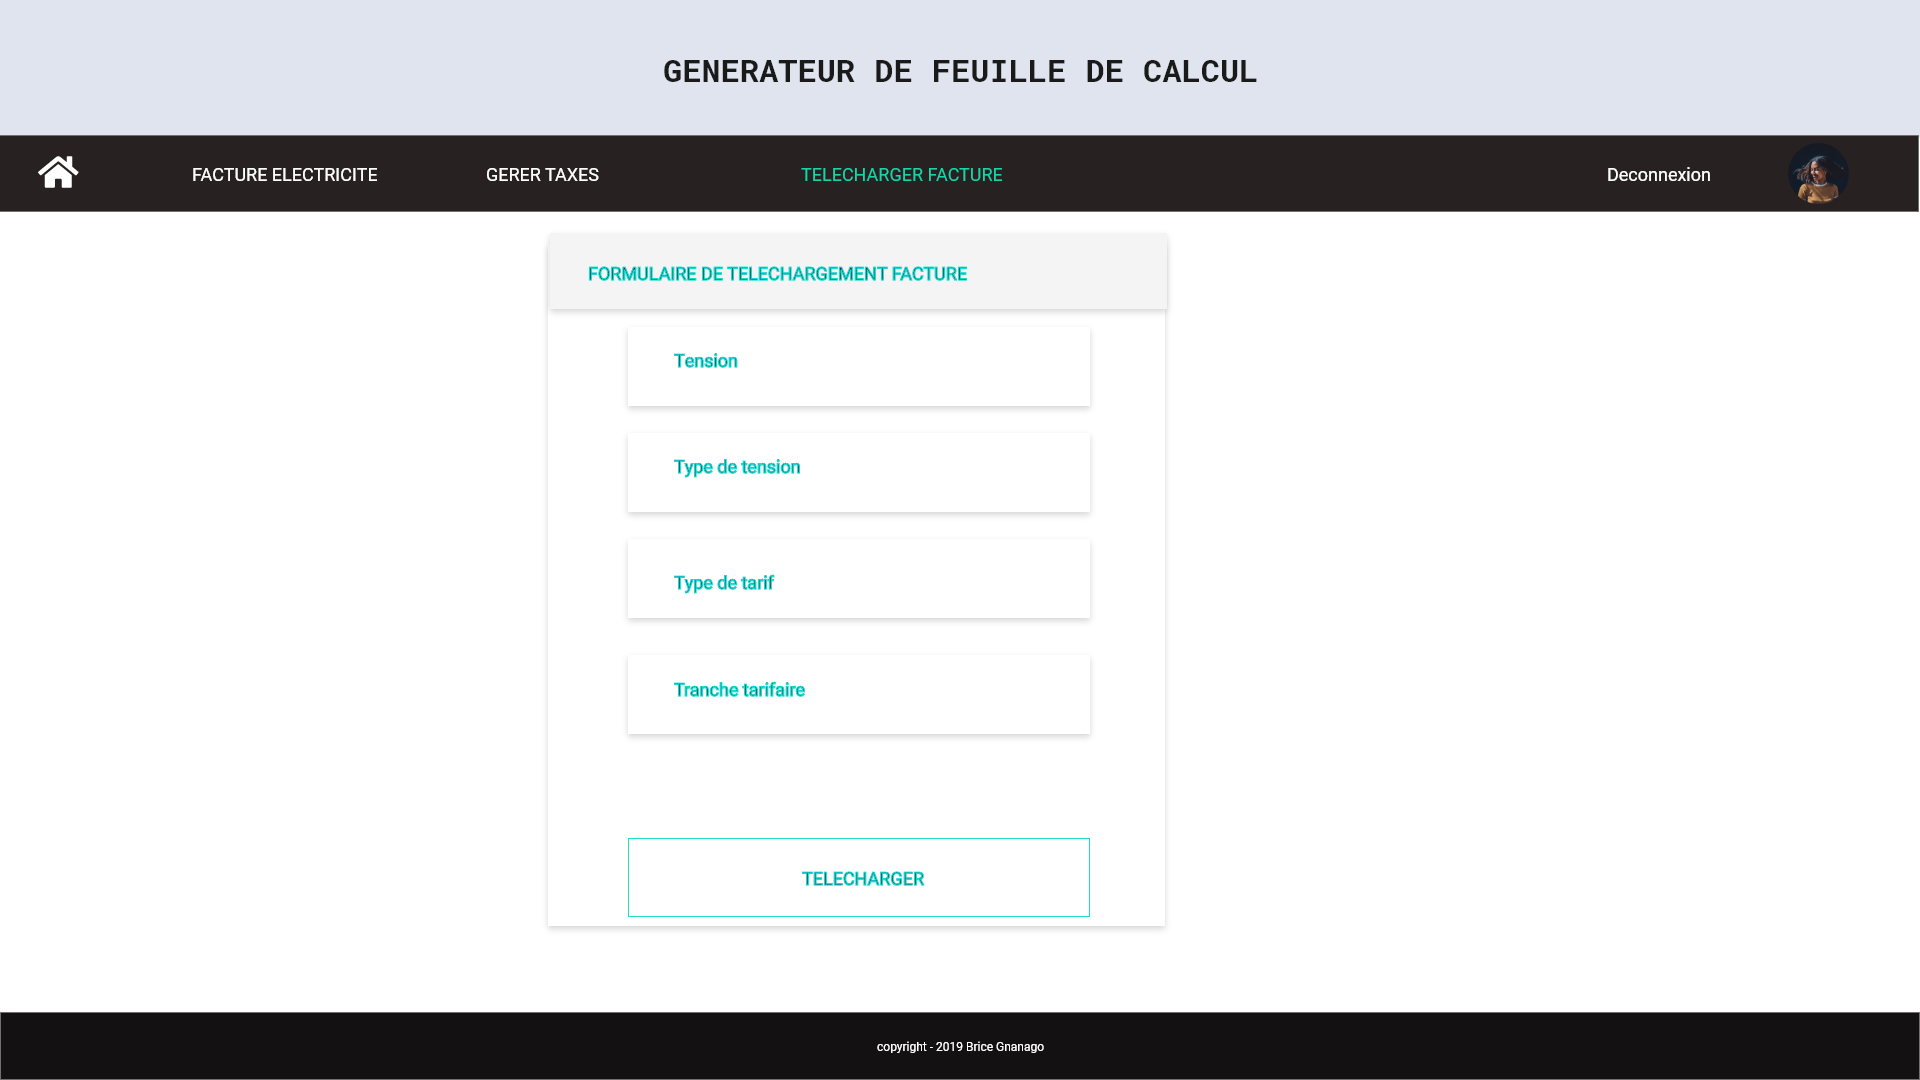 GENERATEUR DE FEUILLE DE CALCUL
FACTURE ELECTRICITE
GERER TAXES
TELECHARGER FACTURE
Deconnexion
FORMULAIRE DE TELECHARGEMENT FACTURE
Tension
Type de tension
Type de tarif
Tranche tarifaire
TELECHARGER
copyright - 2019 Brice Gnanago